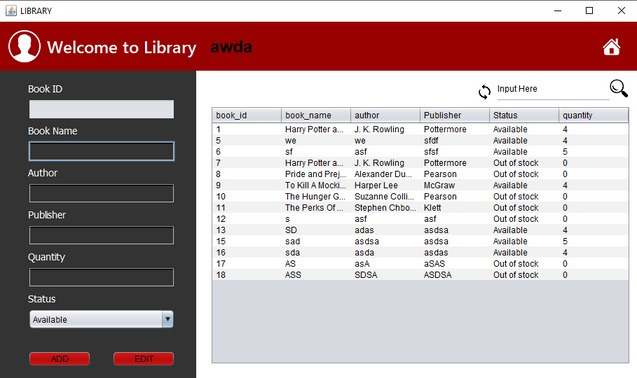 LIBRARY
Welcome to Library awda
Book ID
Book Name
Author
Publisher
Quantity
Status
Available
ADD EDIT
Input Here
book_id book_name author Publisher Status quantity
1 Harry Potter a... J. K. Rowling Pottermore Available 4
5 we we sfdf Available 4
6 sf asf sfsf Available 5
7 Harry Potter a... J. K. Rowling Pottermore Out of stock 0
8 Pride and Prej... Alexander Du... Pearson Out of stock 0
9 To Kill A Mocki... Harper Lee McGraw Available 4
10 The Hunger G... Suzanne Colli... Pearson Out of stock 0
11 The Perks Of ... Stephen Chbo... Klett Out of stock 0
12 s asf asf Out of stock 0
13 SD adas asdsa Available 4
15 sad asdsa asdsa Available 5
16 sda asda asdas Available 4
17 AS asA aSAS Out of stock 0
18 ASS SDSA ASDSA Out of stock 0